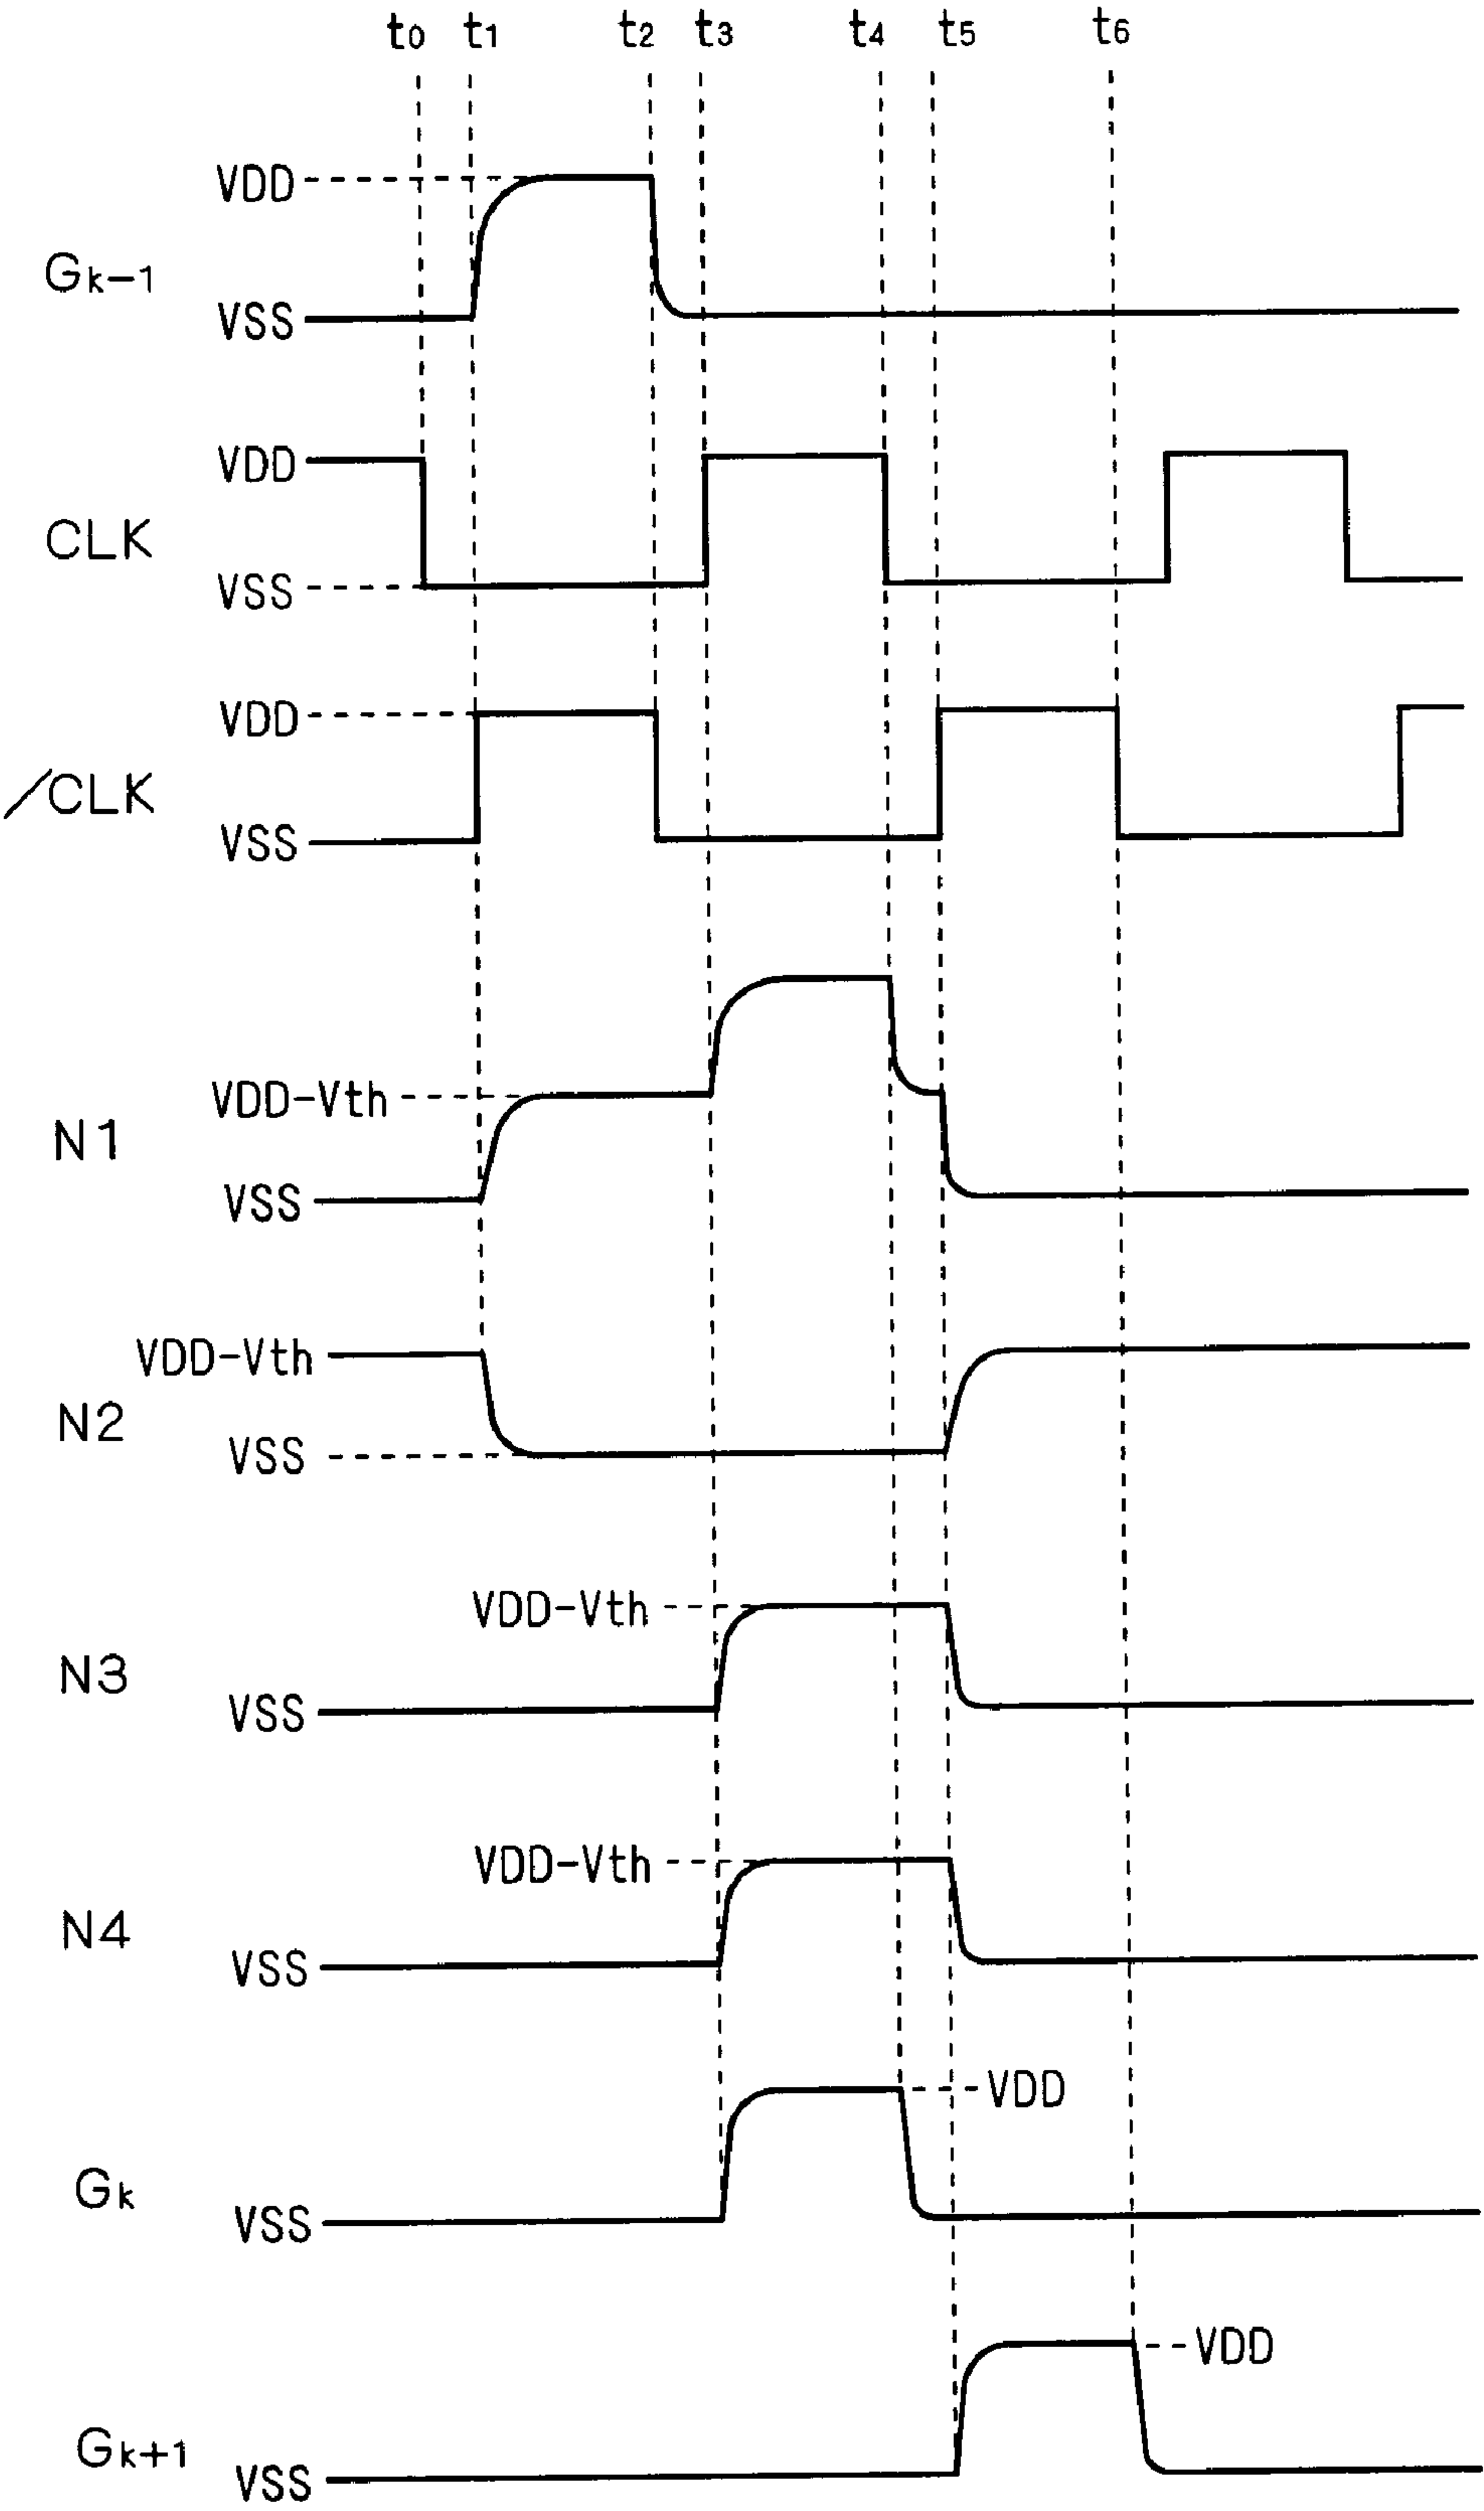 t0 t1 t2 t3 t4 t5 t6
VDD
Gk-1
VSS
VDD
CLK
VSS
VDD
/CLK
VSS
VDD-Vth
N1
VSS
VDD-Vth
N2
VSS
VDD-Vth
N3
VSS
VDD-Vth
N4
VSS
VDD
Gk
VSS
VDD
Gk+1
VSS